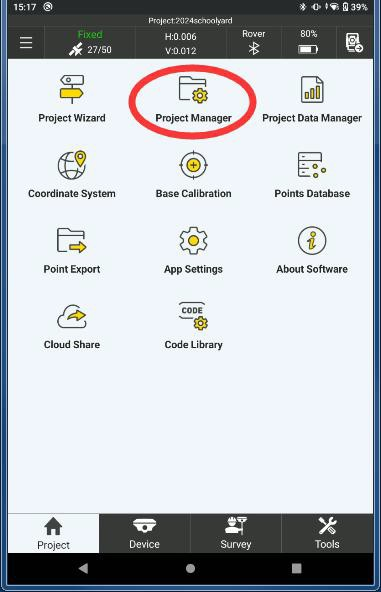 15:17 39%
Project:2024schoolyard
Fixed H:0.006 Rover 80%
27/50 V:0.012
Project Wizard Project Manager Project Data Manager
Coordinate System Base Calibration Points Database
Point Export App Settings About Software
CODE
Cloud Share Code Library
Project Device Survey Tools